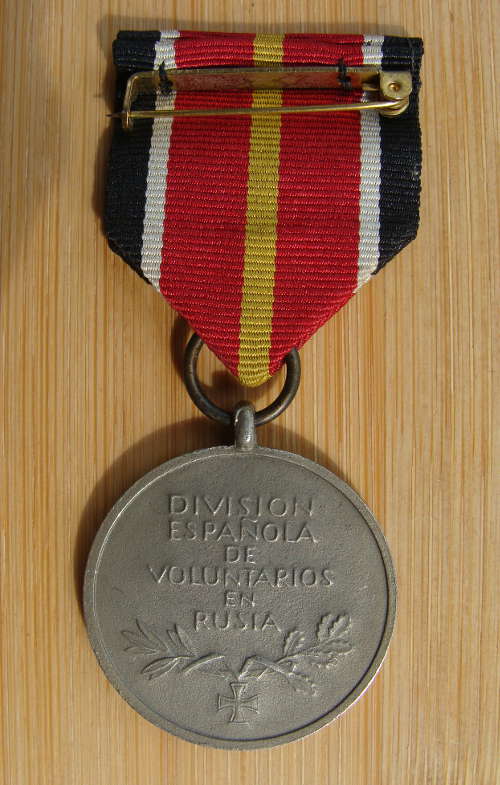 DIVISION
ESPAÑOLA
DE
VOLUNTARIOS
EN
RUSIA